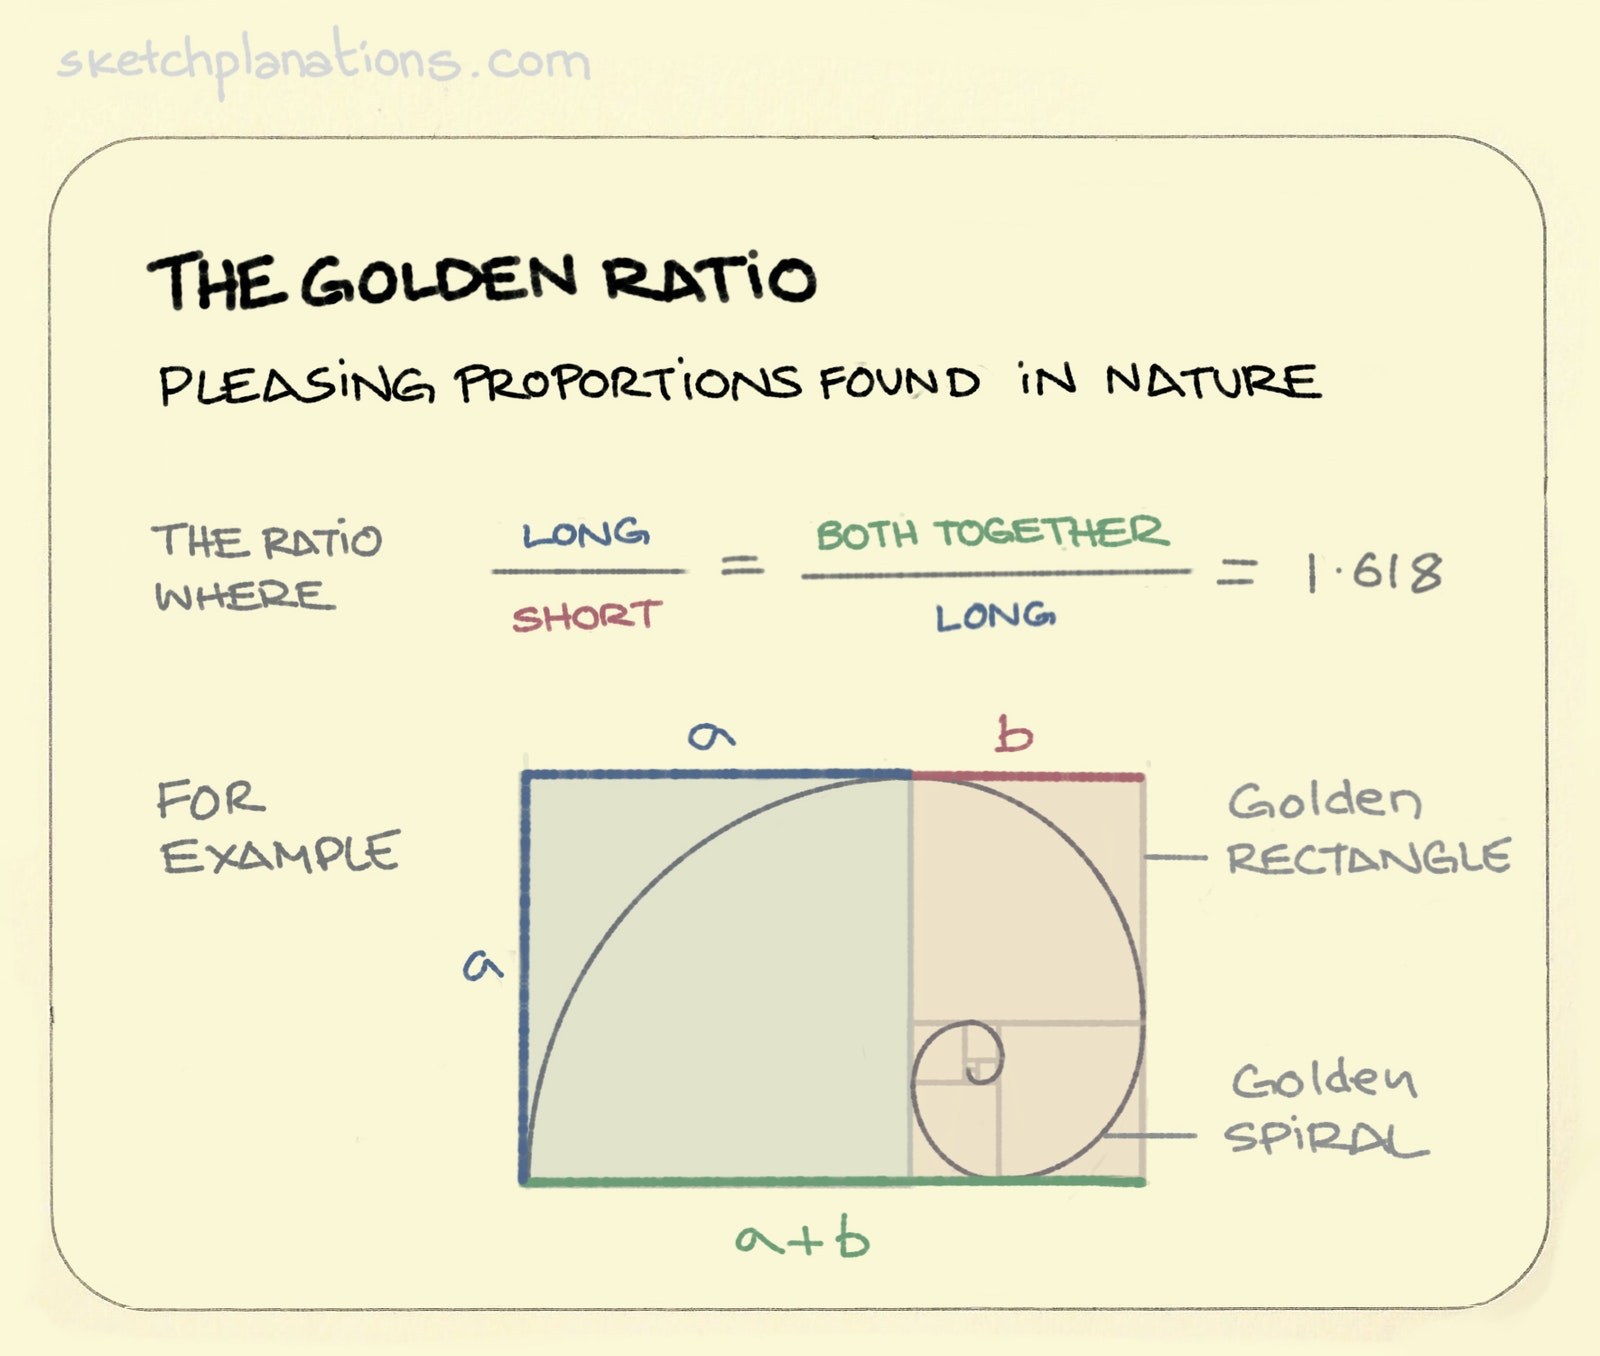 sketchplanations.com
THE GOLDEN RATIO
PLEASING PROPORTIONS FOUND IN NATURE
THE RATIO
WHERE
LONG
SHORT
=
BOTH TOGETHER
LONG
= 1·618
FOR
EXAMPLE
a
b
a
a+b
Golden
RECTANGLE
Golden
SPIRAL